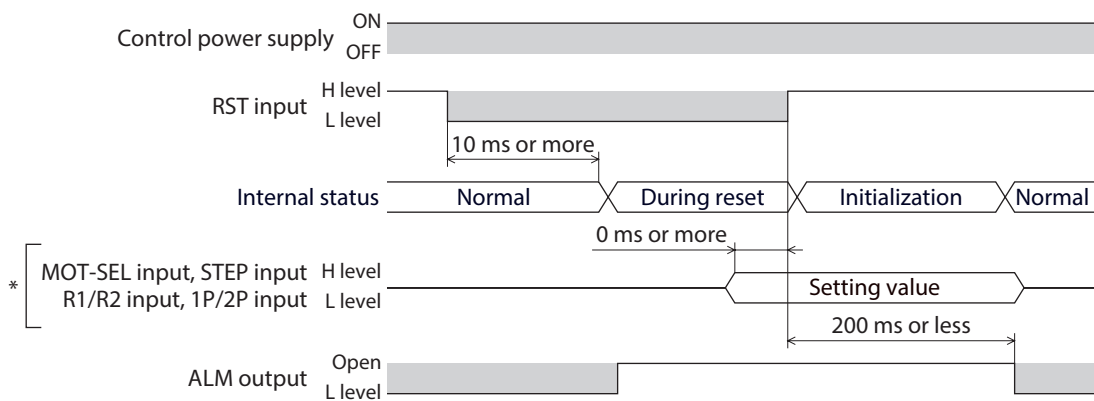 ON
Control power supply
OFF
H level
RST input
L level
10 ms or more
Internal status Normal During reset Initialization Normal
0 ms or more
* MOT-SEL input, STEP input H level
R1/R2 input, 1P/2P input L level
Setting value
200 ms or less
Open
ALM output
L level